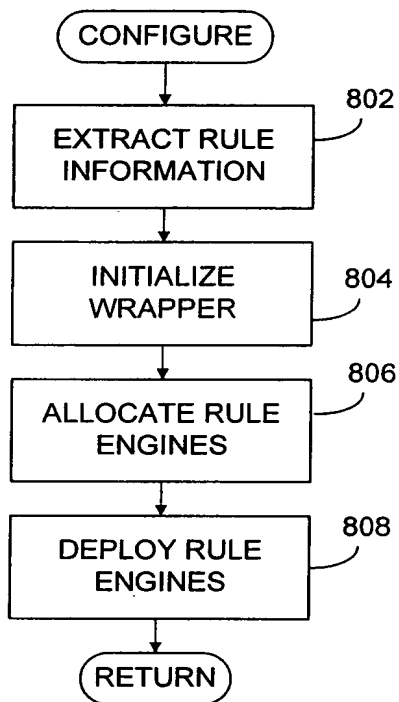 CONFIGURE
802
EXTRACT RULE
INFORMATION
INITIALIZE
WRAPPER
804
806
ALLOCATE RULE
ENGINES
DEPLOY RULE
ENGINES
808
RETURN